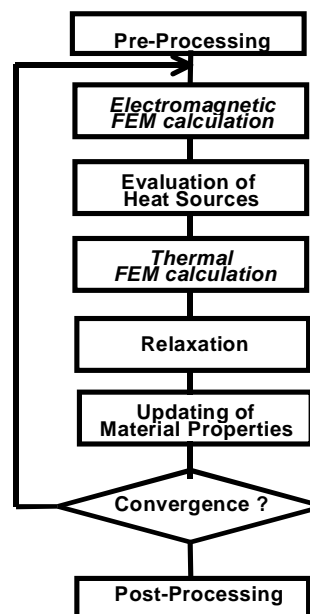 Pre-Processing
Electromagnetic
FEM calculation
Evaluation of
Heat Sources
Thermal
FEM calculation
Relaxation
Updating of
Material Properties
Convergence ?
Post-Processing